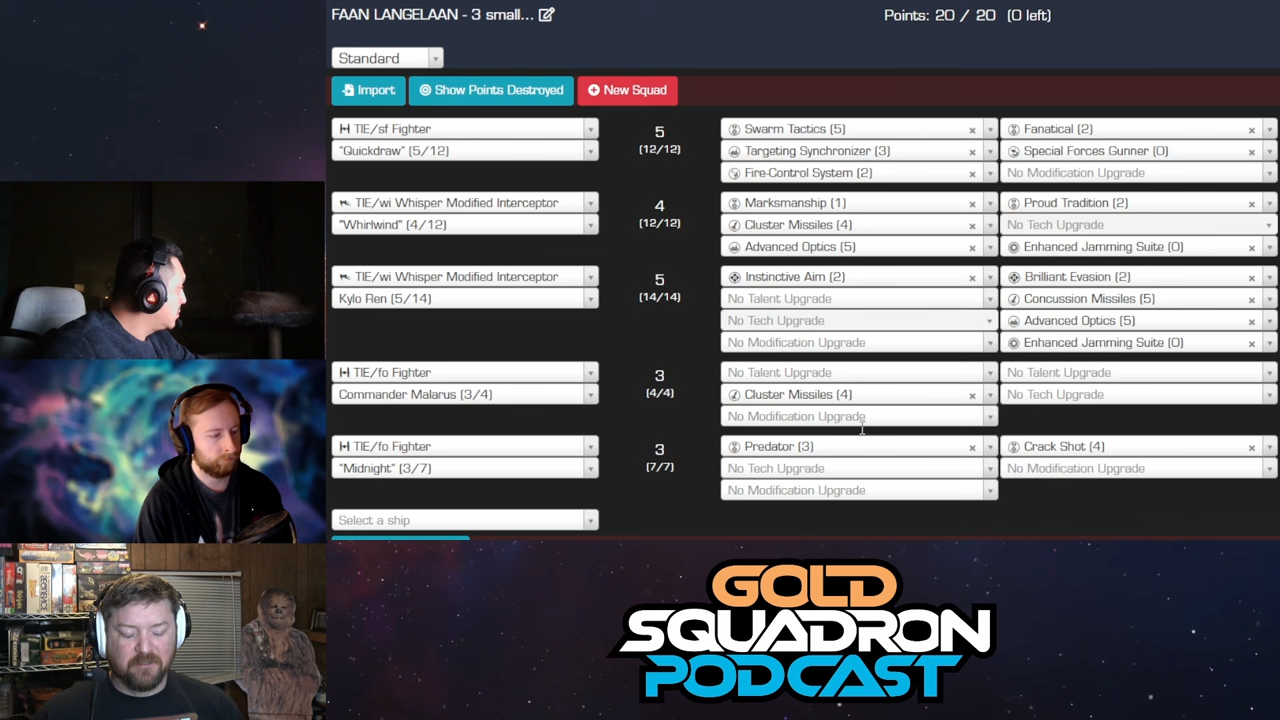 FAAN LANGELAAN - 3 small...
Points: 20 / 20 (0 left)
Standard
Import
Show Points Destroyed
New Squad
TIE/sf Fighter
"Quickdraw" (5/12)
5
(12/12)
Swarm Tactics (5)
Fanatical (2)
Targeting Synchronizer (3)
Special Forces Gunner (0)
Fire-Control System (2)
No Modification Upgrade
TIE/wi Whisper Modified Interceptor
"Whirlwind" (4/12)
4
(12/12)
Marksmanship (1)
Proud Tradition (2)
Cluster Missiles (4)
No Tech Upgrade
Advanced Optics (5)
Enhanced Jamming Suite (0)
TIE/wi Whisper Modified Interceptor
Kylo Ren (5/14)
5
(14/14)
Instinctive Aim (2)
Brilliant Evasion (2)
No Talent Upgrade
Concussion Missiles (5)
No Tech Upgrade
Advanced Optics (5)
No Modification Upgrade
Enhanced Jamming Suite (0)
TIE/fo Fighter
Commander Malarus (3/4)
3
(4/4)
No Talent Upgrade
No Talent Upgrade
Cluster Missiles (4)
No Tech Upgrade
No Modification Upgrade
TIE/fo Fighter
"Midnight" (3/7)
3
(7/7)
Predator (3)
Crack Shot (4)
No Tech Upgrade
No Modification Upgrade
No Modification Upgrade
Select a ship
GOLD
SQUADRON
PODCAST